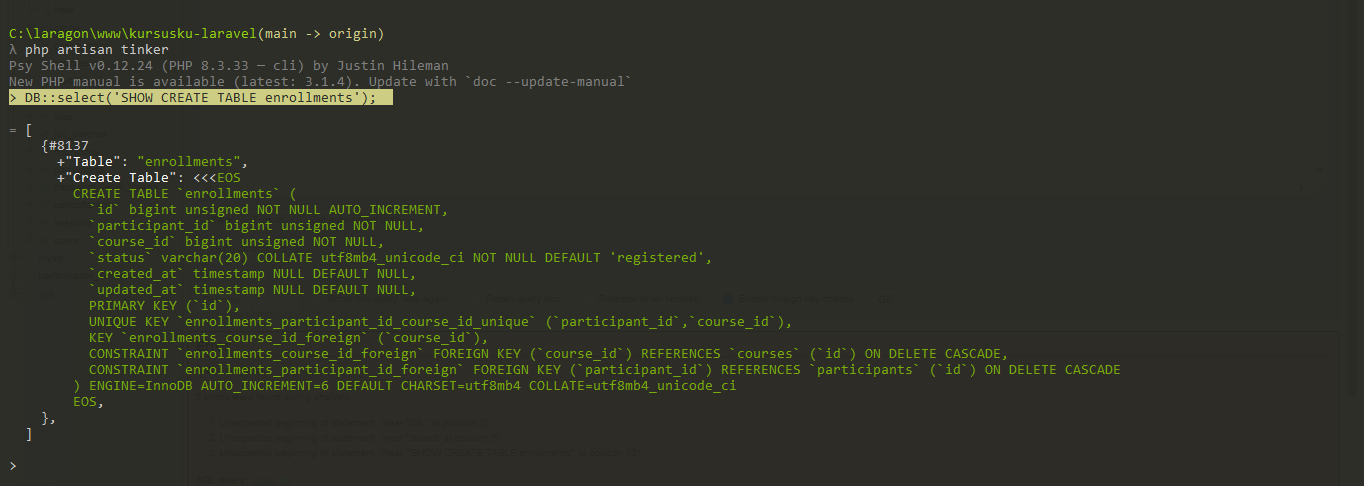 C:\laragon\www\kursusku-laravel(main -> origin)
λ php artisan tinker
Psy Shell v0.12.24 (PHP 8.3.33 — cli) by Justin Hileman
New PHP manual is available (latest: 3.1.4). Update with `doc --update-manual`
> DB::select('SHOW CREATE TABLE enrollments');
= [
{#8137
+"Table": "enrollments",
+"Create Table": <<<EOS
CREATE TABLE `enrollments` (
`id` bigint unsigned NOT NULL AUTO_INCREMENT,
`participant_id` bigint unsigned NOT NULL,
`course_id` bigint unsigned NOT NULL,
`status` varchar(20) COLLATE utf8mb4_unicode_ci NOT NULL DEFAULT 'registered',
`created_at` timestamp NULL DEFAULT NULL,
`updated_at` timestamp NULL DEFAULT NULL,
PRIMARY KEY (`id`),
UNIQUE KEY `enrollments_participant_id_course_id_unique` (`participant_id`,`course_id`),
KEY `enrollments_course_id_foreign` (`course_id`),
CONSTRAINT `enrollments_course_id_foreign` FOREIGN KEY (`course_id`) REFERENCES `courses` (`id`) ON DELETE CASCADE,
CONSTRAINT `enrollments_participant_id_foreign` FOREIGN KEY (`participant_id`) REFERENCES `participants` (`id`) ON DELETE CASCADE
) ENGINE=InnoDB AUTO_INCREMENT=6 DEFAULT CHARSET=utf8mb4 COLLATE=utf8mb4_unicode_ci
EOS,
},
]
>